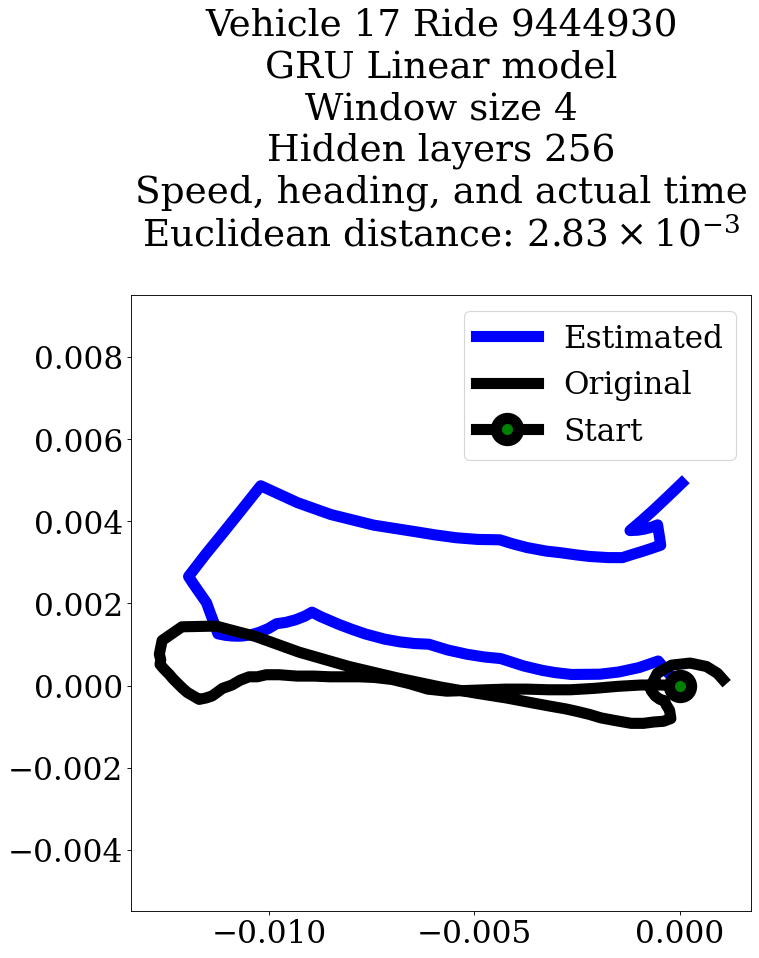 Vehicle 17 Ride 9444930
GRU Linear model
Window size 4
Hidden layers 256
Speed, heading, and actual time
Euclidean distance: 2.83 × 10⁻³
Estimated
Original
Start
0.008
0.006
0.004
0.002
0.000
−0.002
−0.004
−0.010 −0.005 0.000